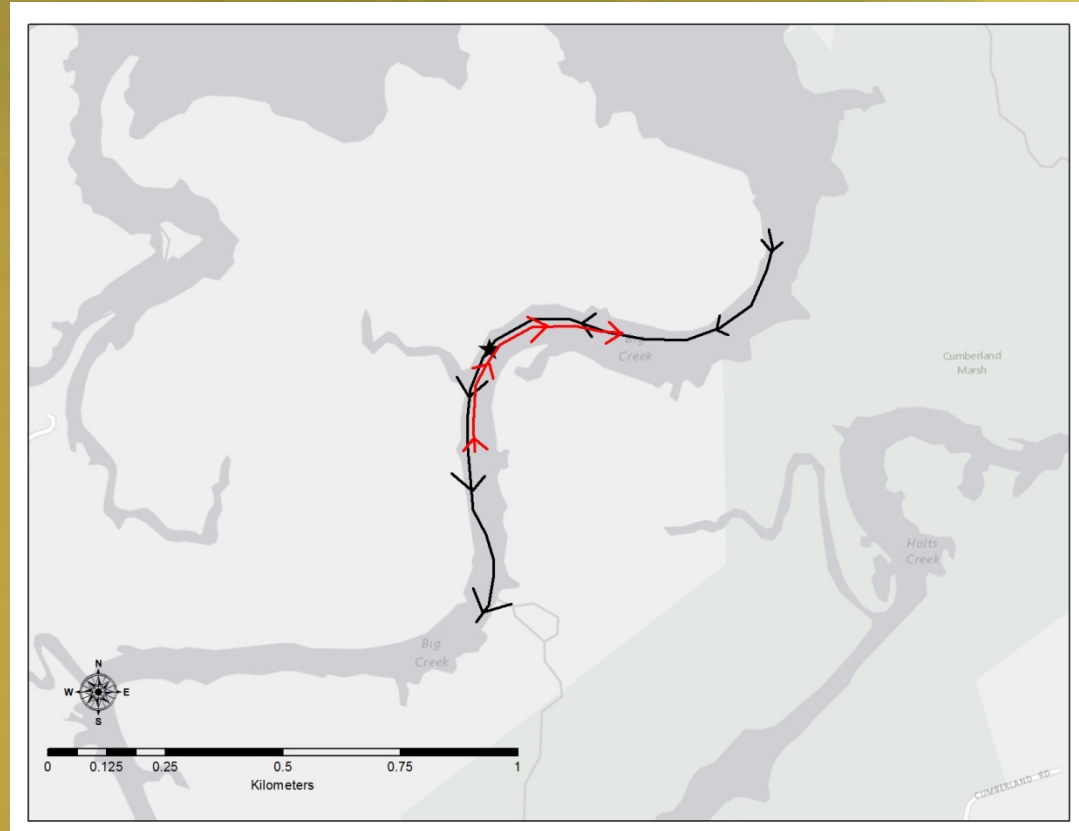 Big
Creek
Cumberland
Marsh
Holts
Creek
Big
Creek
N
W
E
S
0
0.125
0.25
0.5
0.75
1
Kilometers
CUMBERLAND RD